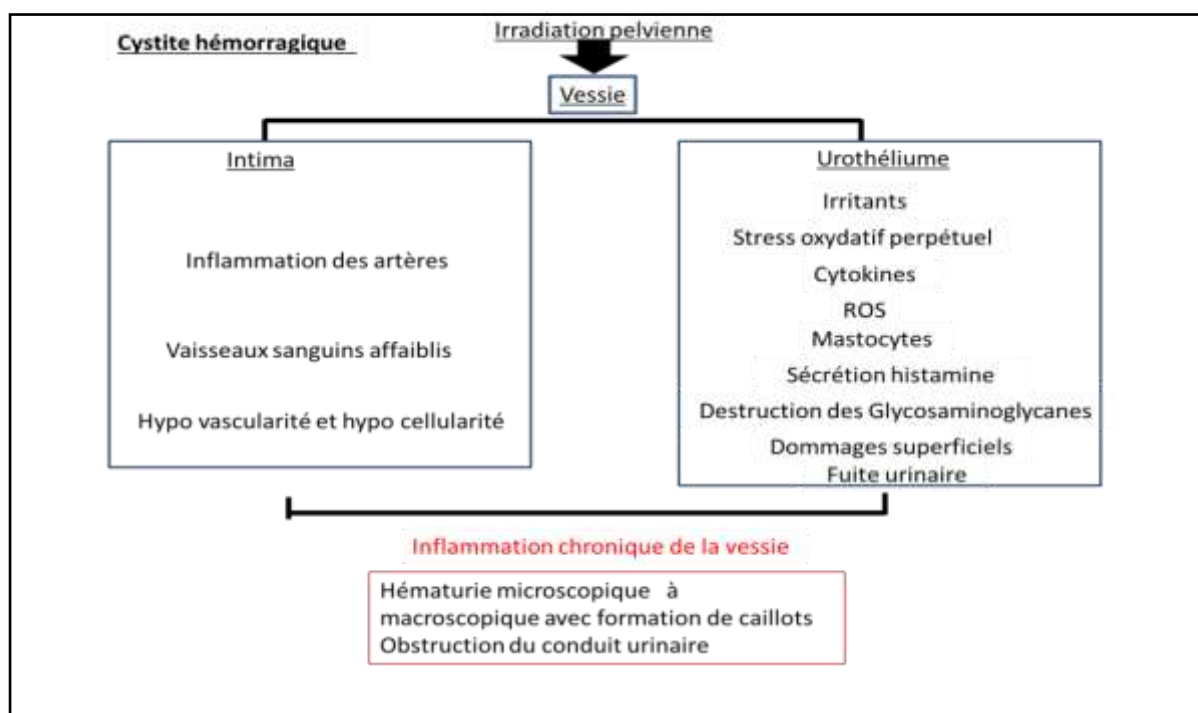 Cystite hémorragique
Irradiation pelvienne
Vessie
Intima
Inflammation des artères
Vaisseaux sanguins affaiblis
Hypo vascularité et hypo cellularité
Urothéliume
Irritants
Stress oxydatif perpétuel
Cytokines
ROS
Mastocytes
Sécrétion histamine
Destruction des Glycosaminoglycanes
Dommages superficiels
Fuite urinaire
Inflammation chronique de la vessie
Hématurie microscopique à
macroscopique avec formation de caillots
Obstruction du conduit urinaire